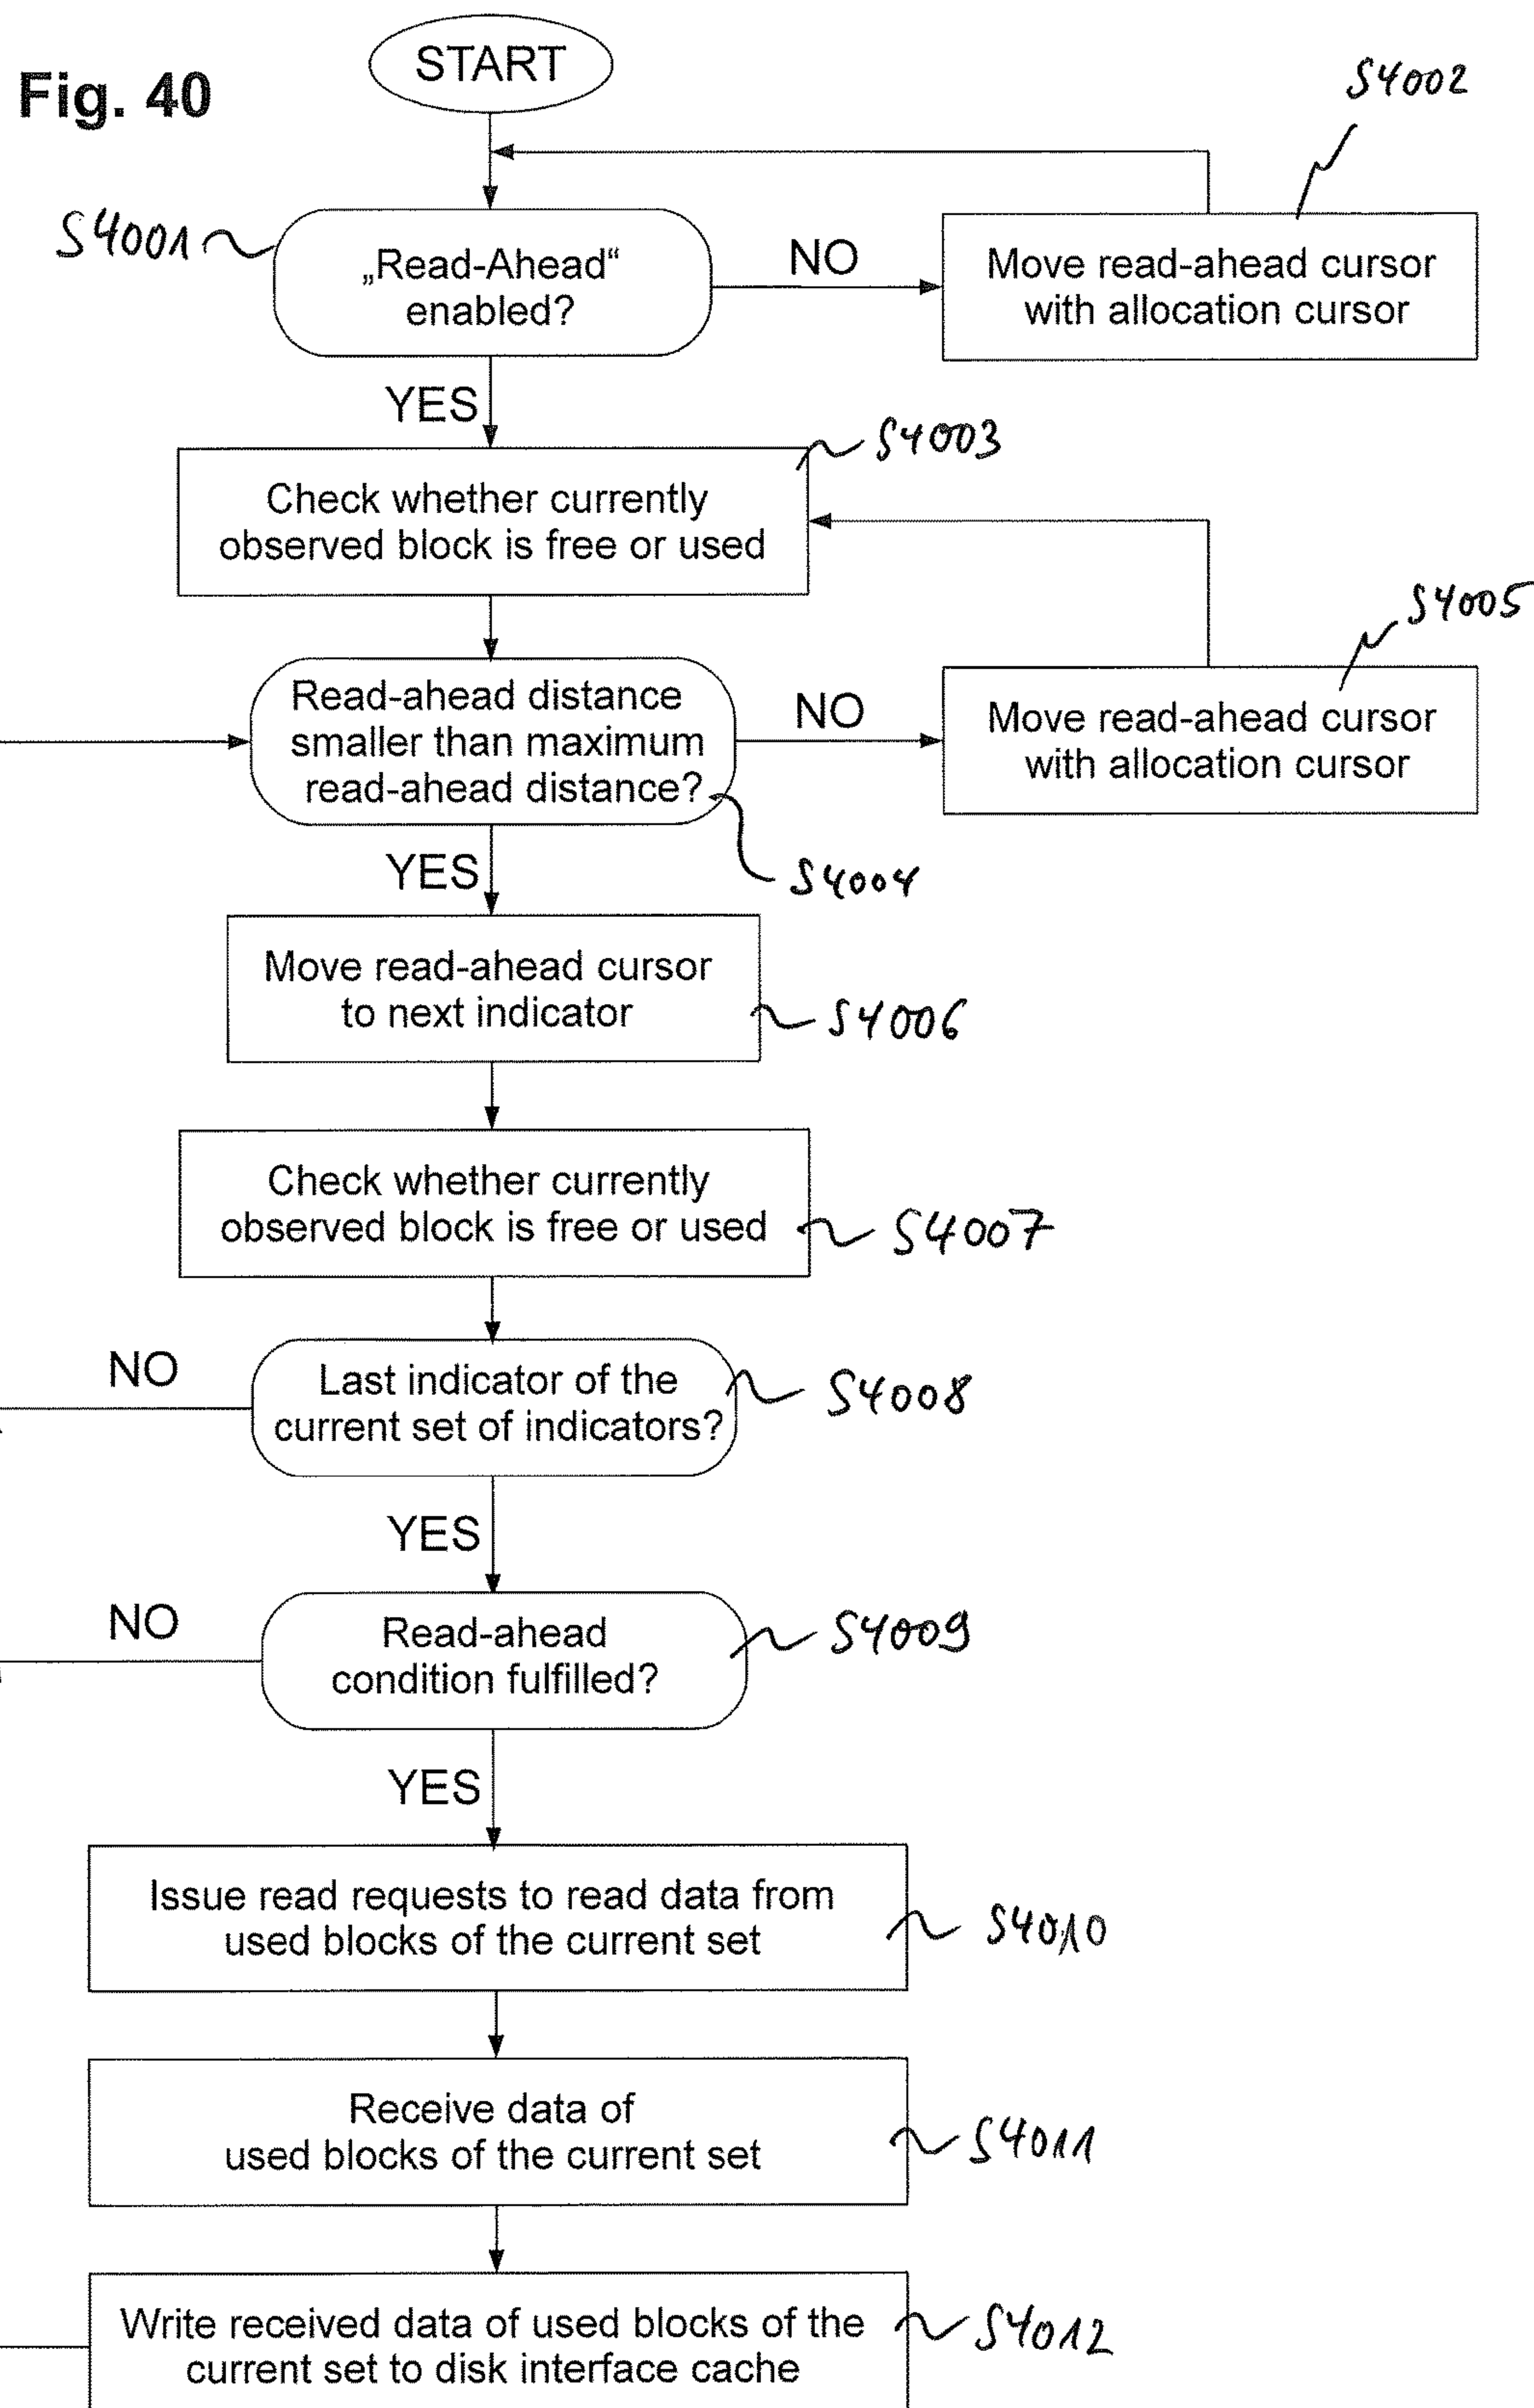 Fig. 40
START
S4002
S4001
„Read-Ahead“
enabled?
NO
Move read-ahead cursor
with allocation cursor
YES
S4003
Check whether currently
observed block is free or used
S4005
Read-ahead distance
smaller than maximum
read-ahead distance?
NO
Move read-ahead cursor
with allocation cursor
YES
S4004
Move read-ahead cursor
to next indicator
S4006
Check whether currently
observed block is free or used
S4007
NO
Last indicator of the
current set of indicators?
S4008
YES
NO
Read-ahead
condition fulfilled?
S4009
YES
Issue read requests to read data from
used blocks of the current set
S4010
Receive data of
used blocks of the current set
S4011
Write received data of used blocks of the
current set to disk interface cache
S4012